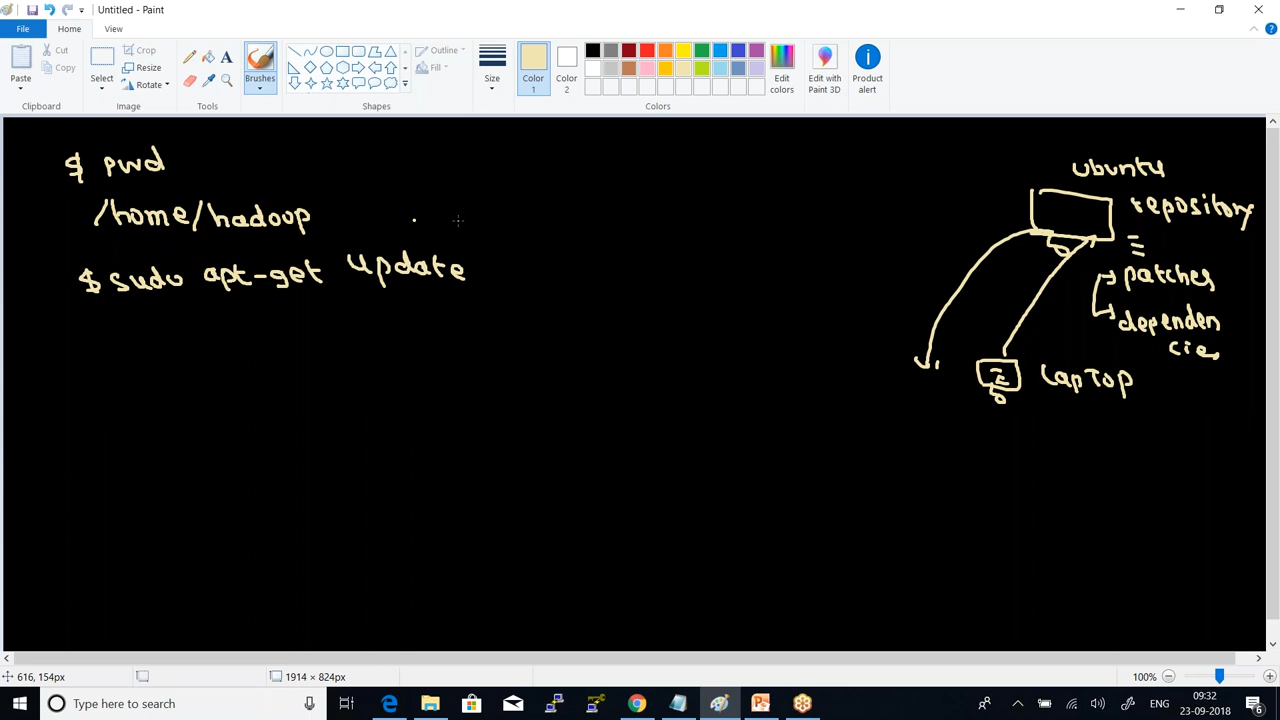 Untitled - Paint
File
Home
View
Paste
Cut
Copy
Clipboard
Select
Crop
Resize
Rotate
Image
Tools
Brushes
Shapes
Outline
Fill
Size
Color 1
Color 2
Colors
Edit colors
Edit with Paint 3D
Product alert
$ pwd
/home/hadoop
$ sudo apt-get update
ubuntu
repository
patches
dependen
cies
LapTop
616, 154px
1914 × 824px
100%
Type here to search
ENG
09:32
23-09-2018
6